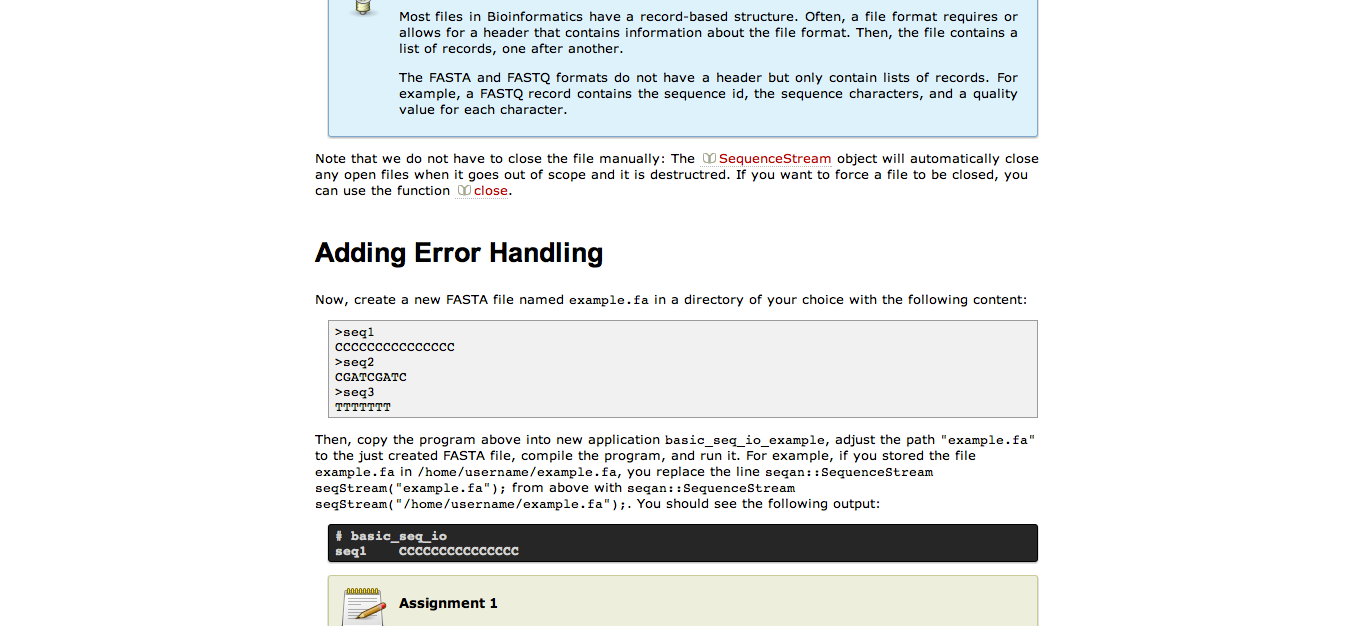 Most files in Bioinformatics have a record-based structure. Often, a file format requires or
allows for a header that contains information about the file format. Then, the file contains a
list of records, one after another.
The FASTA and FASTQ formats do not have a header but only contain lists of records. For
example, a FASTQ record contains the sequence id, the sequence characters, and a quality
value for each character.
Note that we do not have to close the file manually: The SequenceStream object will automatically close
any open files when it goes out of scope and it is destructred. If you want to force a file to be closed, you
can use the function close.
Adding Error Handling
Now, create a new FASTA file named example.fa in a directory of your choice with the following content:
>seq1
CCCCCCCCCCCCCCC
>seq2
CGATCGATC
>seq3
TTTTTTT
Then, copy the program above into new application basic_seq_io_example, adjust the path "example.fa"
to the just created FASTA file, compile the program, and run it. For example, if you stored the file
example.fa in /home/username/example.fa, you replace the line seqan::SequenceStream
seqStream("example.fa"); from above with seqan::SequenceStream
seqStream("/home/username/example.fa");. You should see the following output:
# basic_seq_io
seq1    CCCCCCCCCCCCCCC
Assignment 1